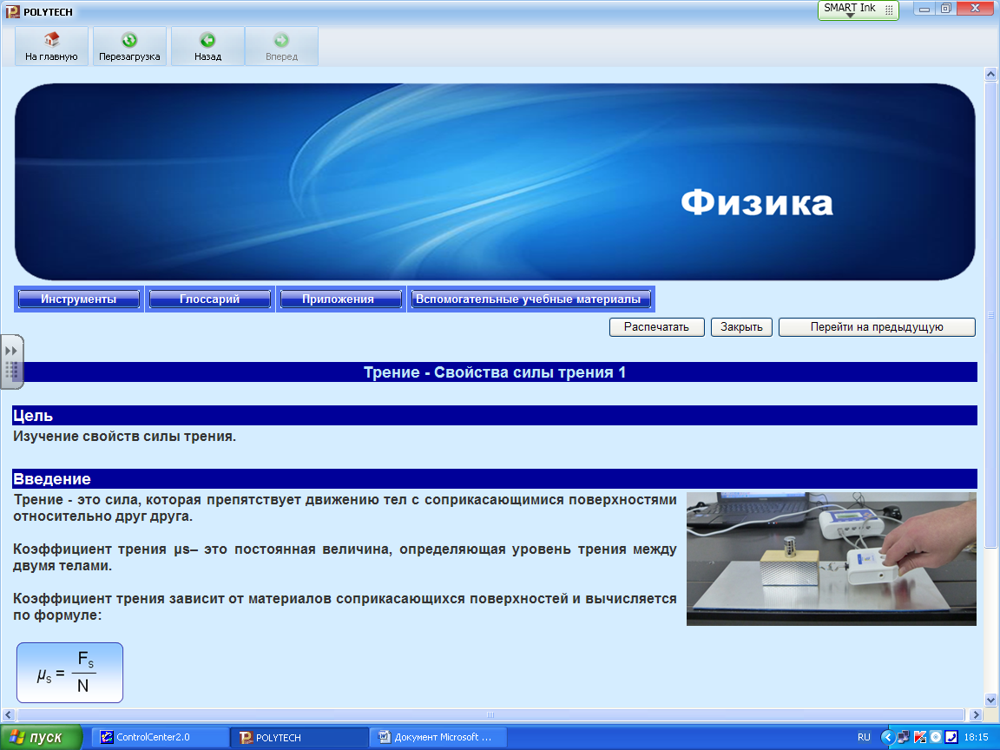 POLYTECH
SMART Ink
На главную
Перезагрузка
Назад
Вперед
Физика
Инструменты
Глоссарий
Приложения
Вспомогательные учебные материалы
Распечатать
Закрыть
Перейти на предыдущую
Трение - Свойства силы трения 1
Цель
Изучение свойств силы трения.
Введение
Трение - это сила, которая препятствует движению тел с соприкасающимися поверхностями
относительно друг друга.
Коэффициент трения μs– это постоянная величина, определяющая уровень трения между
двумя телами.
Коэффициент трения зависит от материалов соприкасающихся поверхностей и вычисляется
по формуле:
μs = Fs / N
пуск
ControlCenter2.0
POLYTECH
Документ Microsoft ...
RU
18:15